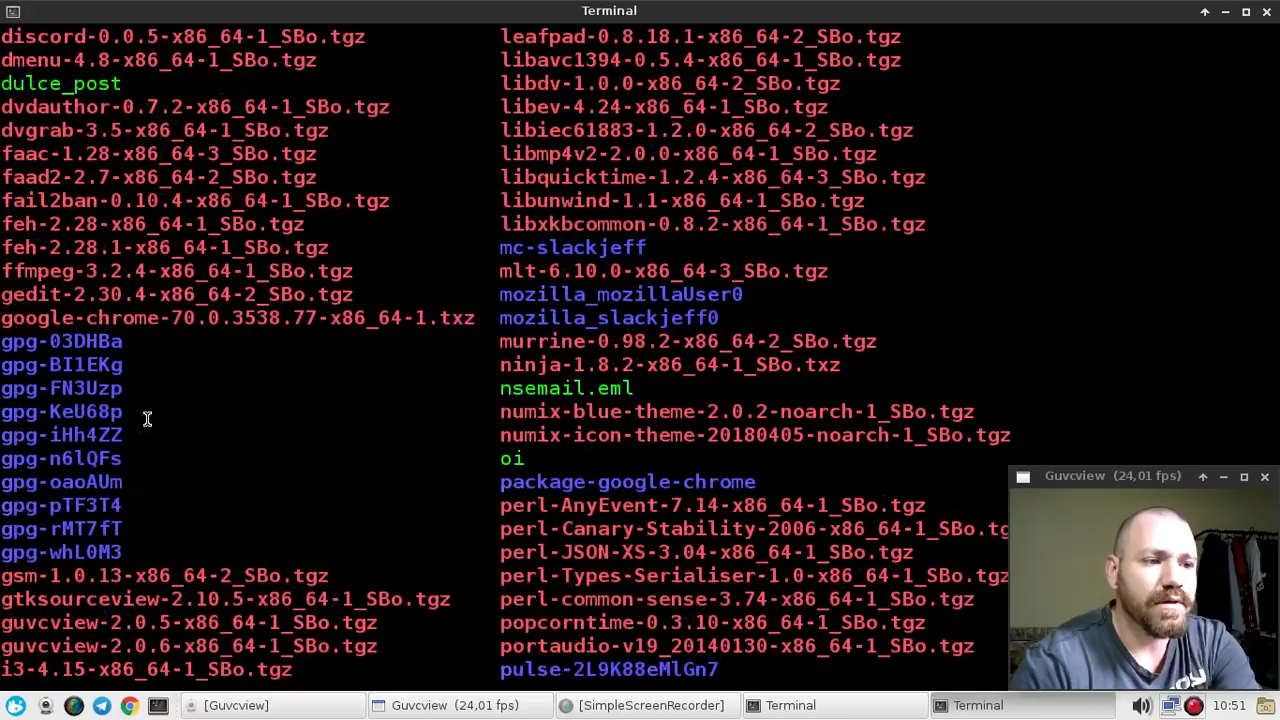 Terminal
discord-0.0.5-x86_64-1_SBo.tgz
dmenu-4.8-x86_64-1_SBo.tgz
dulce_post
dvdauthor-0.7.2-x86_64-1_SBo.tgz
dvgrab-3.5-x86_64-1_SBo.tgz
faac-1.28-x86_64-3_SBo.tgz
faad2-2.7-x86_64-2_SBo.tgz
fail2ban-0.10.4-x86_64-1_SBo.tgz
feh-2.28-x86_64-1_SBo.tgz
feh-2.28.1-x86_64-1_SBo.tgz
ffmpeg-3.2.4-x86_64-1_SBo.tgz
gedit-2.30.4-x86_64-2_SBo.tgz
google-chrome-70.0.3538.77-x86_64-1.txz
gpg-03DHBa
gpg-BI1EKg
gpg-FN3Uzp
gpg-KeU68p
gpg-iHh4ZZ
gpg-n6lQFs
gpg-oaoAUm
gpg-pTF3T4
gpg-rMT7fT
gpg-whL0M3
gsm-1.0.13-x86_64-2_SBo.tgz
gtksourceview-2.10.5-x86_64-1_SBo.tgz
guvcview-2.0.5-x86_64-1_SBo.tgz
guvcview-2.0.6-x86_64-1_SBo.tgz
i3-4.15-x86_64-1_SBo.tgz
leafpad-0.8.18.1-x86_64-2_SBo.tgz
libavc1394-0.5.4-x86_64-1_SBo.tgz
libdv-1.0.0-x86_64-2_SBo.tgz
libev-4.24-x86_64-1_SBo.tgz
libiec61883-1.2.0-x86_64-2_SBo.tgz
libmp4v2-2.0.0-x86_64-1_SBo.tgz
libquicktime-1.2.4-x86_64-3_SBo.tgz
libunwind-1.1-x86_64-1_SBo.tgz
libxkbcommon-0.8.2-x86_64-1_SBo.tgz
mc-slackjeff
mlt-6.10.0-x86_64-3_SBo.tgz
mozilla_mozillaUser0
mozilla_slackjeff0
murrine-0.98.2-x86_64-2_SBo.tgz
ninja-1.8.2-x86_64-1_SBo.txz
nsemail.eml
numix-blue-theme-2.0.2-noarch-1_SBo.tgz
numix-icon-theme-20180405-noarch-1_SBo.tgz
oi
package-google-chrome
perl-AnyEvent-7.14-x86_64-1_SBo.tgz
perl-Canary-Stability-2006-x86_64-1_SBo.tg
perl-JSON-XS-3.04-x86_64-1_SBo.tgz
perl-Types-Serialiser-1.0-x86_64-1_SBo.tgz
perl-common-sense-3.74-x86_64-1_SBo.tgz
popcorntime-0.3.10-x86_64-1_SBo.tgz
portaudio-v19_20140130-x86_64-1_SBo.tgz
pulse-2L9K88eMlGn7
Guvcview (24,01 fps)
[Guvcview]
Guvcview (24,01 fps)
[SimpleScreenRecorder]
Terminal
Terminal
10:51